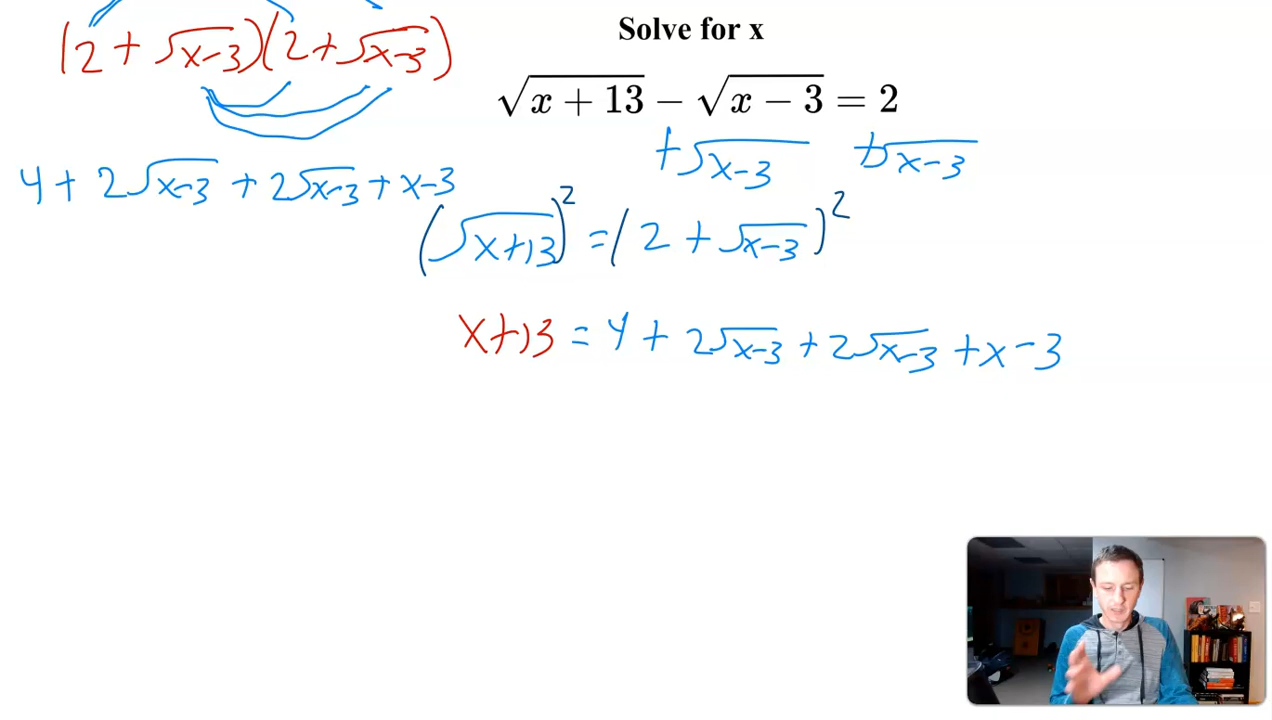 Solve for x
(2 + √x-3)(2 + √x-3)
√x + 13 − √x − 3 = 2
+√x-3 +√x-3
4 + 2√x-3 + 2√x-3 + x-3
(√x+13)² = (2 + √x-3)²
x+13 = 4 + 2√x-3 + 2√x-3 + x-3